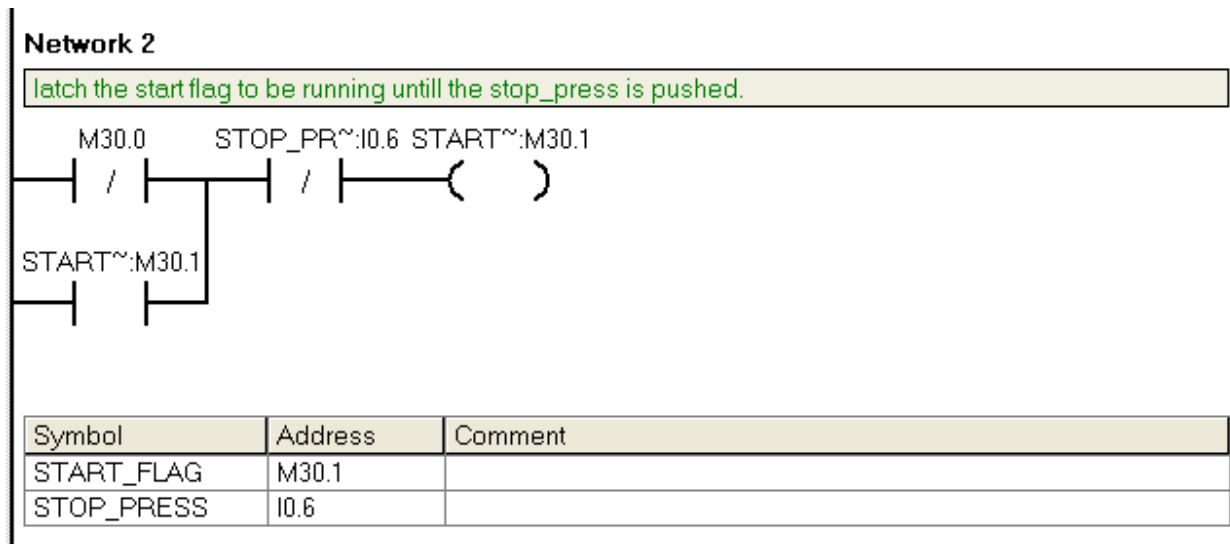 Network 2
latch the start flag to be running untill the stop_press is pushed.
M30.0 STOP_PR~:I0.6 START~:M30.1
/ /
START~:M30.1
Symbol Address Comment
START_FLAG M30.1
STOP_PRESS I0.6